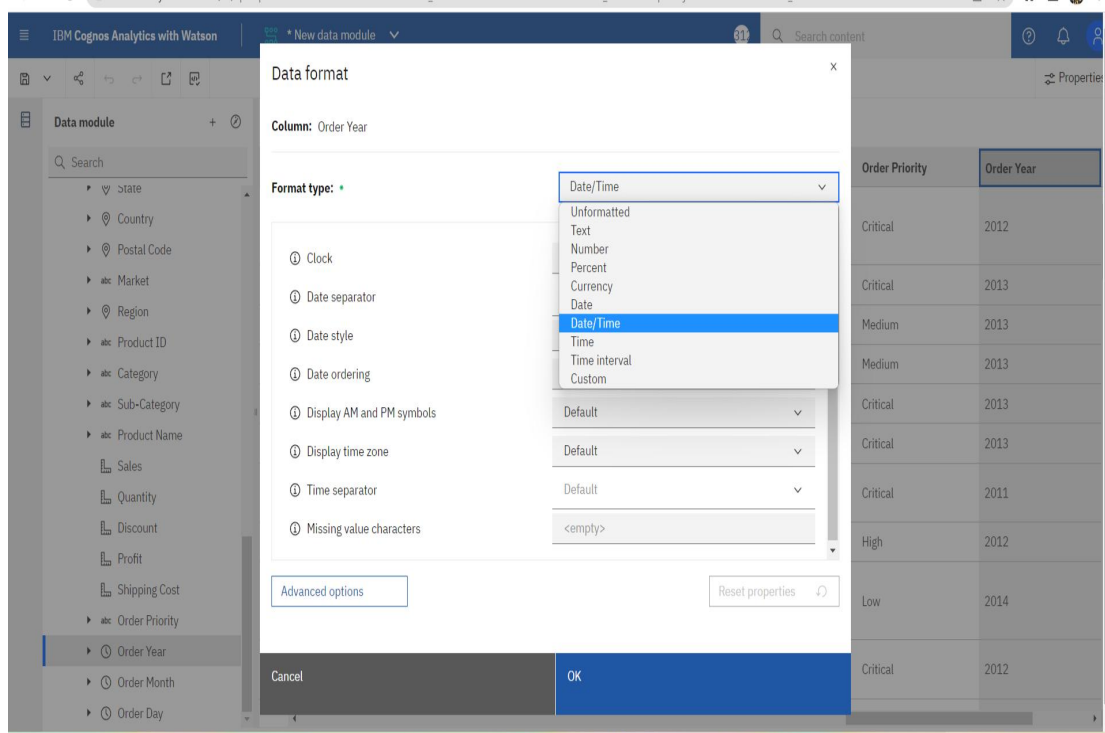 IBM Cognos Analytics with Watson
* New data module
Search content
Data format
x
Properties
Data module
+
Column: Order Year
Search
Order Priority
Order Year
State
Format type: •
Date/Time
Country
Unformatted
Text
Number
Percent
Currency
Date
Date/Time
Time
Time interval
Custom
Critical
2012
Postal Code
Clock
abc Market
Date separator
Critical
2013
Region
Date style
Medium
2013
abc Product ID
Date ordering
Medium
2013
abc Category
abc Sub-Category
Display AM and PM symbols
Default
Critical
2013
abc Product Name
Display time zone
Default
Critical
2013
Sales
Quantity
Time separator
Default
Critical
2011
Discount
Missing value characters
<empty>
High
2012
Profit
Shipping Cost
Advanced options
Reset properties
Low
2014
abc Order Priority
Order Year
Order Month
Cancel
OK
Critical
2012
Order Day